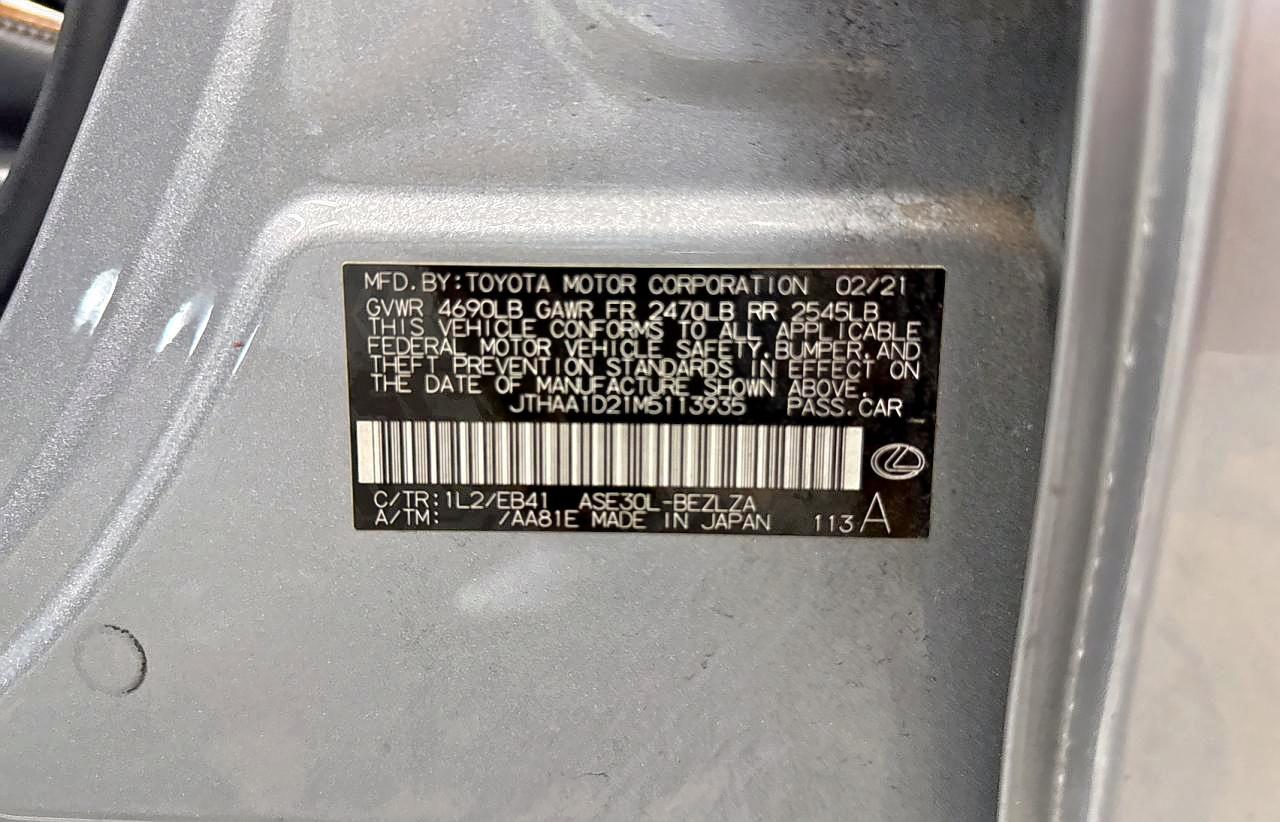 MFD. BY: TOYOTA MOTOR CORPORATION 02/21
GVWR 4690LB GAWR FR 2470LB RR 2545LB
THIS VEHICLE CONFORMS TO ALL APPLICABLE
FEDERAL MOTOR VEHICLE SAFETY, BUMPER, AND
THEFT PREVENTION STANDARDS IN EFFECT ON
THE DATE OF MANUFACTURE SHOWN ABOVE.
JTHAA1D21M5113935 PASS. CAR
C/TR: 1L2/EB41 ASE30L-BEZLZA
A/TM: /AA81E MADE IN JAPAN 113 A